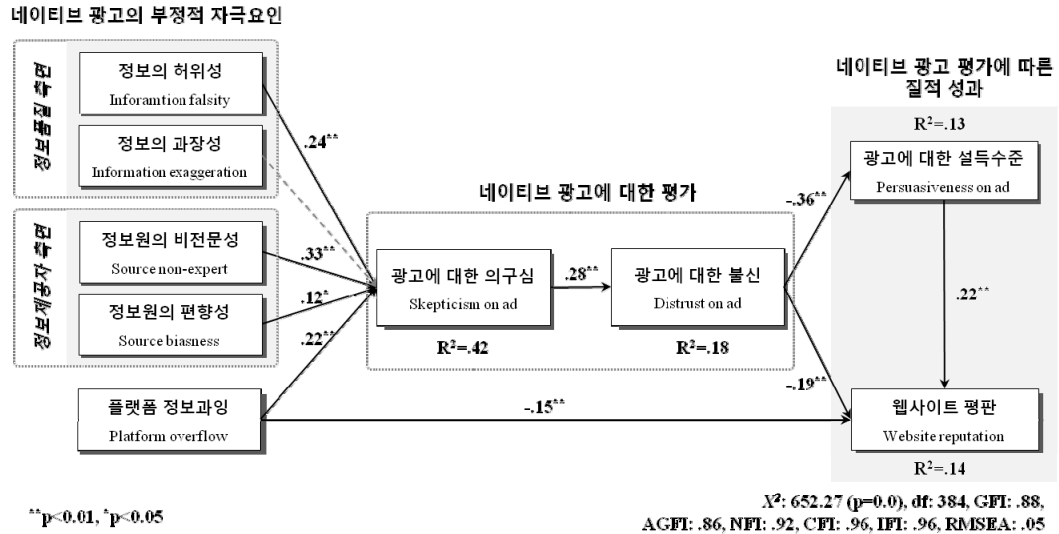 네이티브 광고의 부정적 자극요인
정보품질 측면
정보의 허위성
Inforamtion falsity
정보의 과장성
Information exaggeration
정보제공자 측면
정보원의 비전문성
Source non-expert
정보원의 편향성
Source biasness
플랫폼 정보과잉
Platform overflow
.24**
.33**
.12*
.22**
네이티브 광고에 대한 평가
광고에 대한 의구심
Skepticism on ad
R²=.42
.28**
광고에 대한 불신
Distrust on ad
R²=.18
-.36**
-.19**
-.15**
네이티브 광고 평가에 따른
질적 성과
R²=.13
광고에 대한 설득수준
Persuasiveness on ad
.22**
웹사이트 평판
Website reputation
R²=.14
**p<0.01, *p<0.05
X²: 652.27 (p=0.0), df: 384, GFI: .88,
AGFI: .86, NFI: .92, CFI: .96, IFI: .96, RMSEA: .05